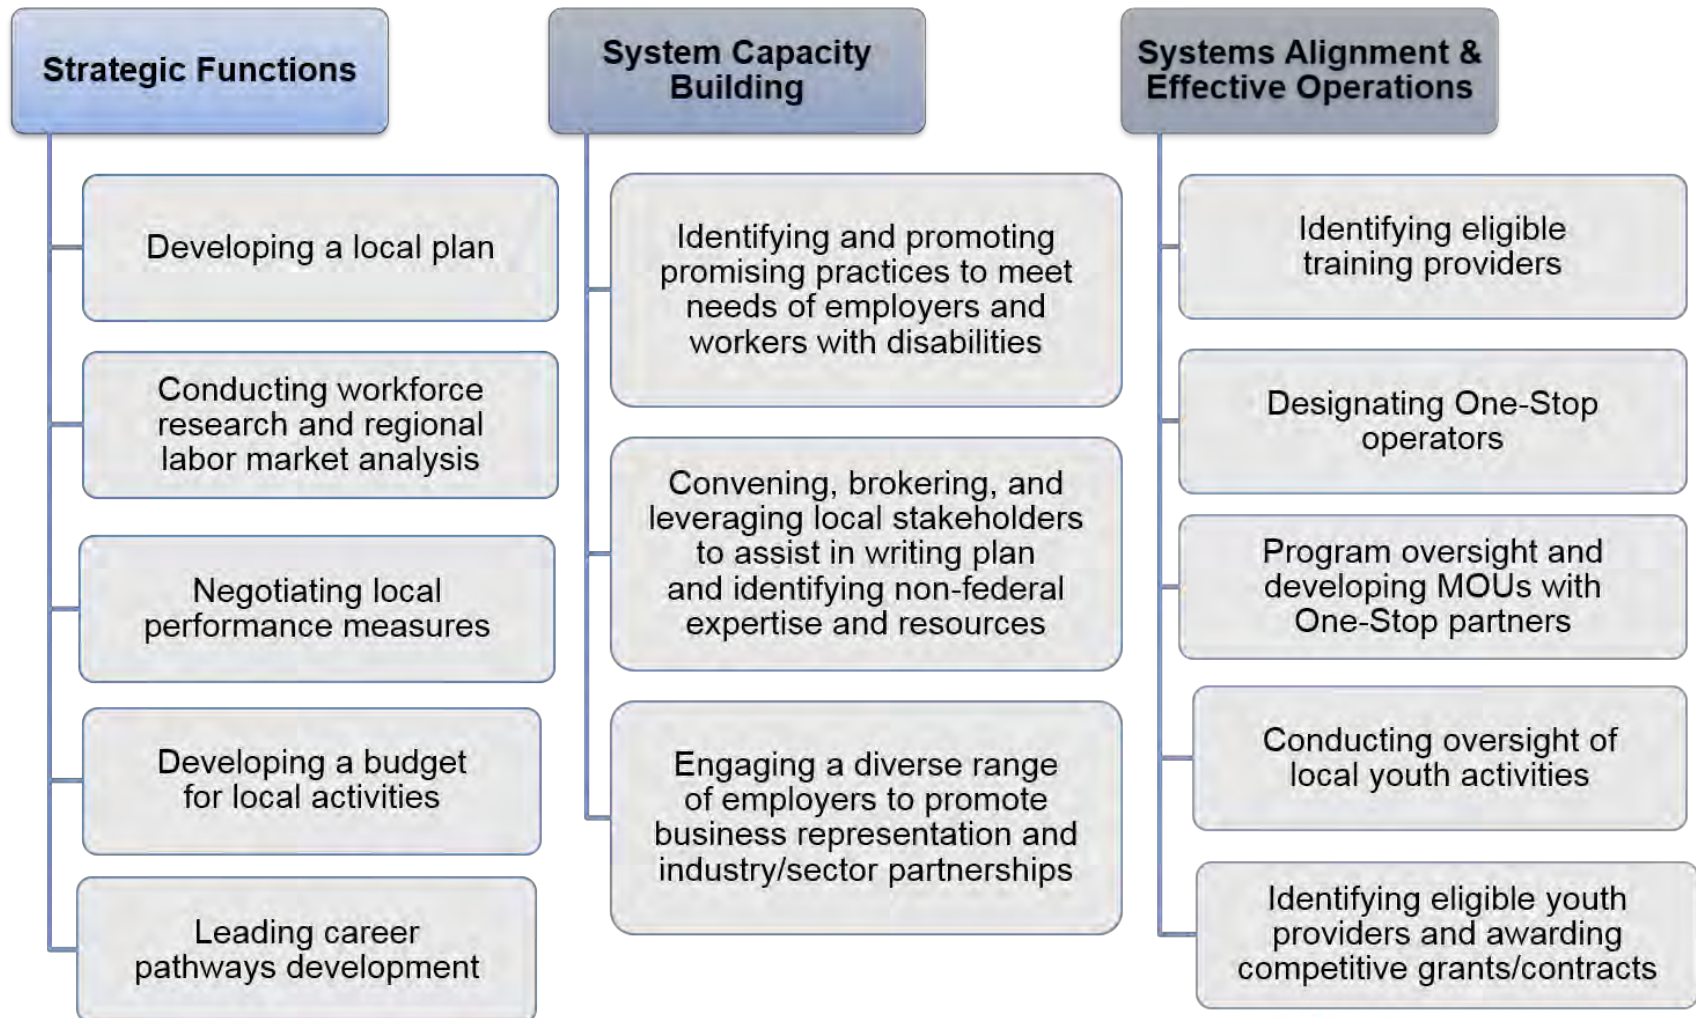 Strategic Functions
Developing a local plan
Conducting workforce
research and regional
labor market analysis
Negotiating local
performance measures
Developing a budget
for local activities
Leading career
pathways development
System Capacity
Building
Identifying and promoting
promising practices to meet
needs of employers and
workers with disabilities
Convening, brokering, and
leveraging local stakeholders
to assist in writing plan
and identifying non-federal
expertise and resources
Engaging a diverse range
of employers to promote
business representation and
industry/sector partnerships
Systems Alignment &
Effective Operations
Identifying eligible
training providers
Designating One-Stop
operators
Program oversight and
developing MOUs with
One-Stop partners
Conducting oversight of
local youth activities
Identifying eligible youth
providers and awarding
competitive grants/contracts